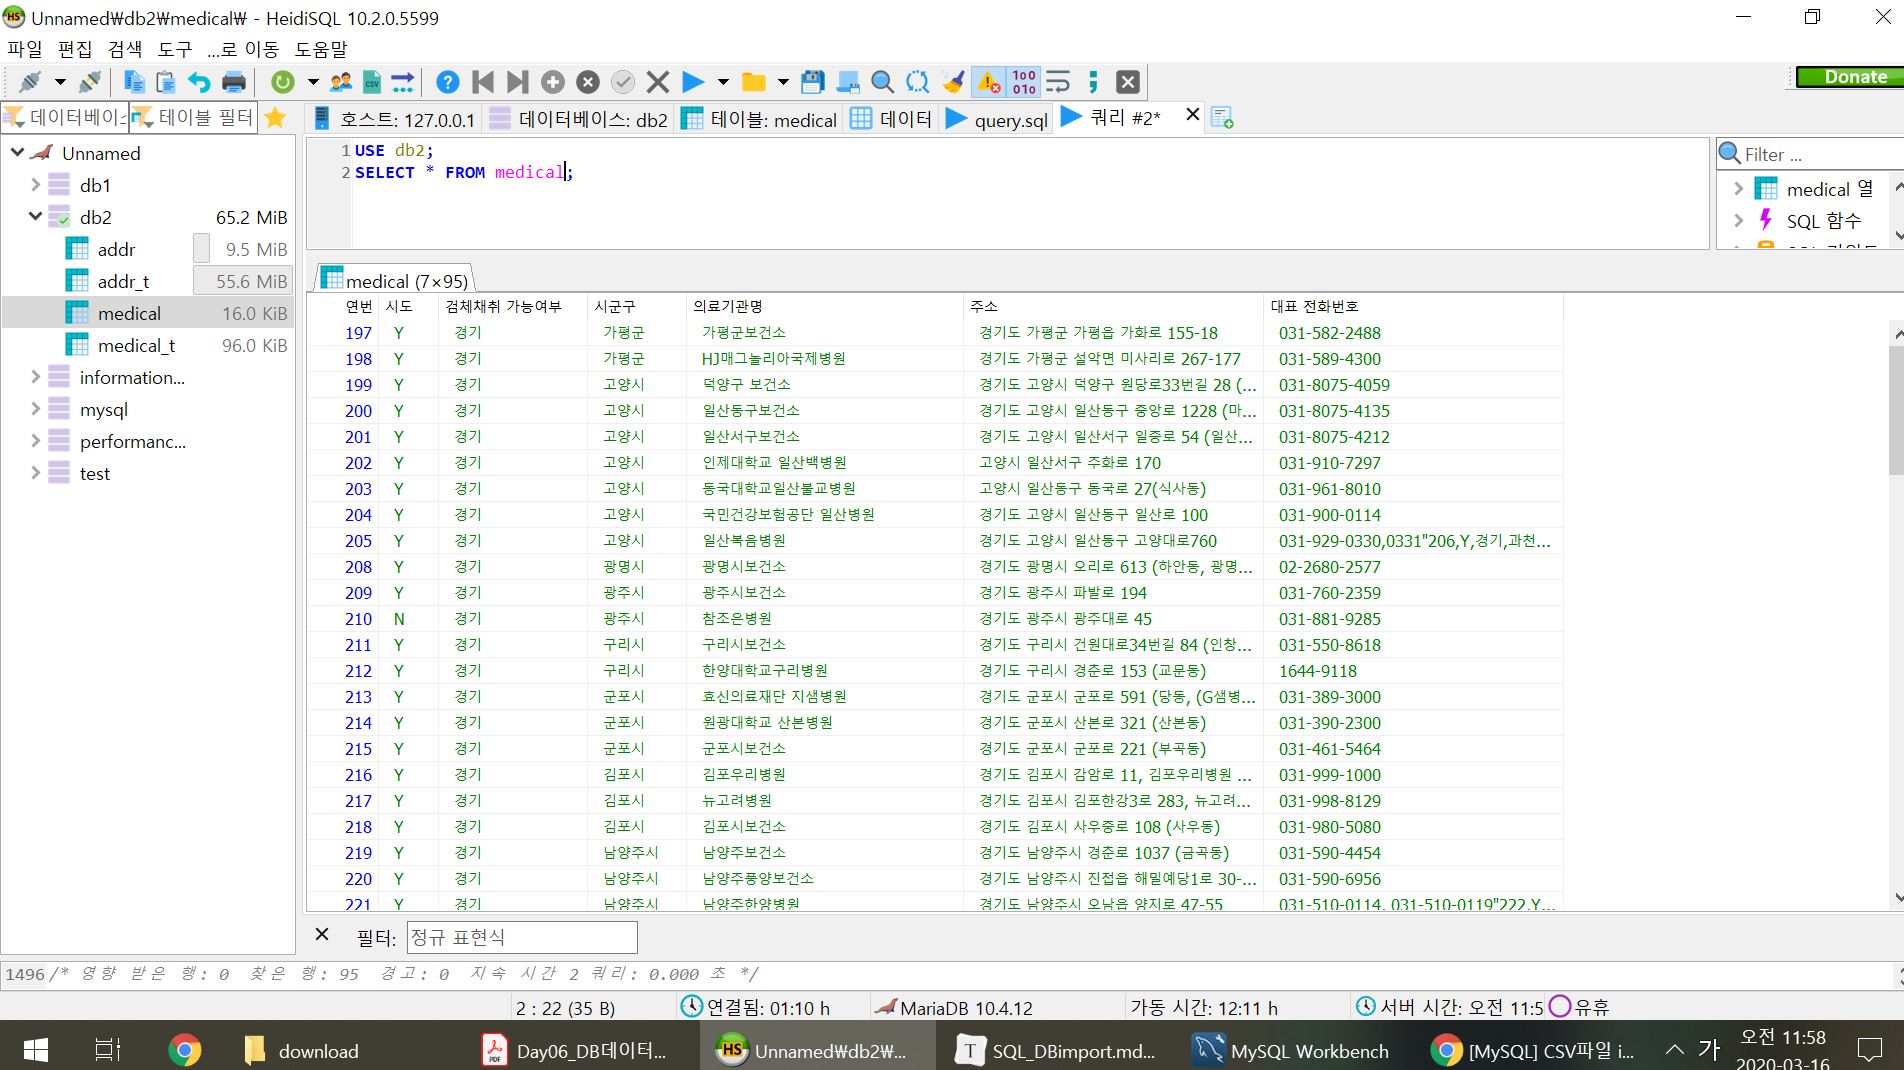 Unnamed₩db2₩medical₩ - HeidiSQL 10.2.0.5599
파일 편집 검색 도구 ...로 이동 도움말
Donate
테이블 필터
호스트: 127.0.0.1 데이터베이스: db2 테이블: medical 데이터 query.sql 쿼리 #2*
Unnamed
db1
db2 65.2 MiB
addr 9.5 MiB
addr_t 55.6 MiB
medical 16.0 KiB
medical_t 96.0 KiB
information...
mysql
performanc...
test
1 USE db2;
2 SELECT * FROM medical;
Filter ...
medical 열
SQL 함수
medical (7×95)
연번 시도 검체채취 가능여부 시군구 의료기관명 주소 대표 전화번호
197 Y 경기 가평군 가평군보건소 경기도 가평군 가평읍 가화로 155-18 031-582-2488
198 Y 경기 가평군 HJ매그놀리아국제병원 경기도 가평군 설악면 미사리로 267-177 031-589-4300
199 Y 경기 고양시 덕양구 보건소 경기도 고양시 덕양구 원당로33번길 28 (... 031-8075-4059
200 Y 경기 고양시 일산동구보건소 경기도 고양시 일산동구 중앙로 1228 (마... 031-8075-4135
201 Y 경기 고양시 일산서구보건소 경기도 고양시 일산서구 일중로 54 (일산... 031-8075-4212
202 Y 경기 고양시 인제대학교 일산백병원 고양시 일산서구 주화로 170 031-910-7297
203 Y 경기 고양시 동국대학교일산불교병원 고양시 일산동구 동국로 27(식사동) 031-961-8010
204 Y 경기 고양시 국민건강보험공단 일산병원 경기도 고양시 일산동구 일산로 100 031-900-0114
205 Y 경기 고양시 일산복음병원 경기도 고양시 일산동구 고양대로760 031-929-0330,0331"206,Y,경기,과천...
208 Y 경기 광명시 광명시보건소 경기도 광명시 오리로 613 (하안동, 광명... 02-2680-2577
209 Y 경기 광주시 광주시보건소 경기도 광주시 파발로 194 031-760-2359
210 N 경기 광주시 참조은병원 경기도 광주시 광주대로 45 031-881-9285
211 Y 경기 구리시 구리시보건소 경기도 구리시 건원대로34번길 84 (인창... 031-550-8618
212 Y 경기 구리시 한양대학교구리병원 경기도 구리시 경춘로 153 (교문동) 1644-9118
213 Y 경기 군포시 효신의료재단 지샘병원 경기도 군포시 군포로 591 (당동, (G샘병... 031-389-3000
214 Y 경기 군포시 원광대학교 산본병원 경기도 군포시 산본로 321 (산본동) 031-390-2300
215 Y 경기 군포시 군포시보건소 경기도 군포시 군포로 221 (부곡동) 031-461-5464
216 Y 경기 김포시 김포우리병원 경기도 김포시 감암로 11, 김포우리병원 ... 031-999-1000
217 Y 경기 김포시 뉴고려병원 경기도 김포시 김포한강3로 283, 뉴고려... 031-998-8129
218 Y 경기 김포시 김포시보건소 경기도 김포시 사우중로 108 (사우동) 031-980-5080
219 Y 경기 남양주시 남양주보건소 경기도 남양주시 경춘로 1037 (금곡동) 031-590-4454
220 Y 경기 남양주시 남양주풍양보건소 경기도 남양주시 진접읍 해밀예당1로 30-... 031-590-6956
221 Y 경기 남양주시 남양주한양병원 경기도 남양주시 오남읍 양지로 47-55 031-510-0114, 031-510-0119"222,Y...
필터: 정규 표현식
1496 /* 영향 받은 행: 0 찾은 행: 95 경고: 0 지속 시간 2 쿼리: 0.000 초 */
2 : 22 (35 B) 연결됨: 01:10 h MariaDB 10.4.12 가동 시간: 12:11 h 서버 시간: 오전 11:5 유휴
download Day06_DB데이터... Unnamed₩db2₩... SQL_DBimport.md... MySQL Workbench [MySQL] CSV파일 i... 가 오전 11:58
2020-03-16